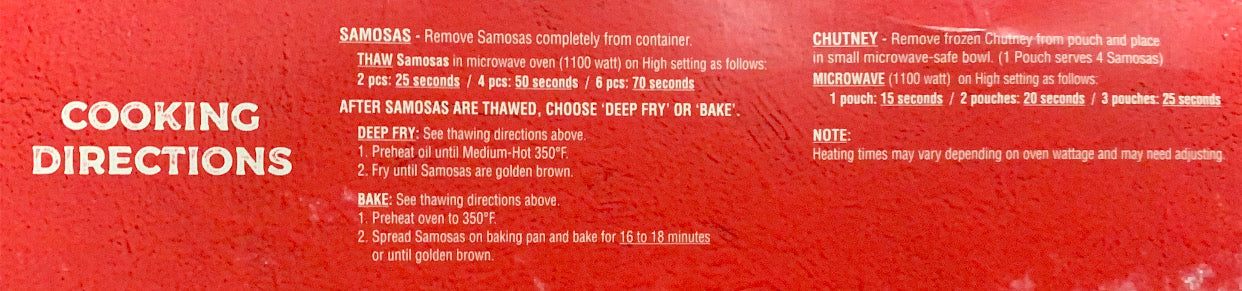 COOKING
DIRECTIONS
SAMOSAS - Remove Samosas completely from container.
THAW Samosas in microwave oven (1100 watt) on High setting as follows:
2 pcs: 25 seconds / 4 pcs: 50 seconds / 6 pcs: 70 seconds
AFTER SAMOSAS ARE THAWED, CHOOSE ‘DEEP FRY’ OR ‘BAKE’.
DEEP FRY: See thawing directions above.
1. Preheat oil until Medium-Hot 350°F.
2. Fry until Samosas are golden brown.
BAKE: See thawing directions above.
1. Preheat oven to 350°F.
2. Spread Samosas on baking pan and bake for 16 to 18 minutes
or until golden brown.
CHUTNEY - Remove frozen Chutney from pouch and place
in small microwave-safe bowl. (1 Pouch serves 4 Samosas)
MICROWAVE (1100 watt) on High setting as follows:
1 pouch: 15 seconds / 2 pouches: 20 seconds / 3 pouches: 25 seconds
NOTE:
Heating times may vary depending on oven wattage and may need adjusting.